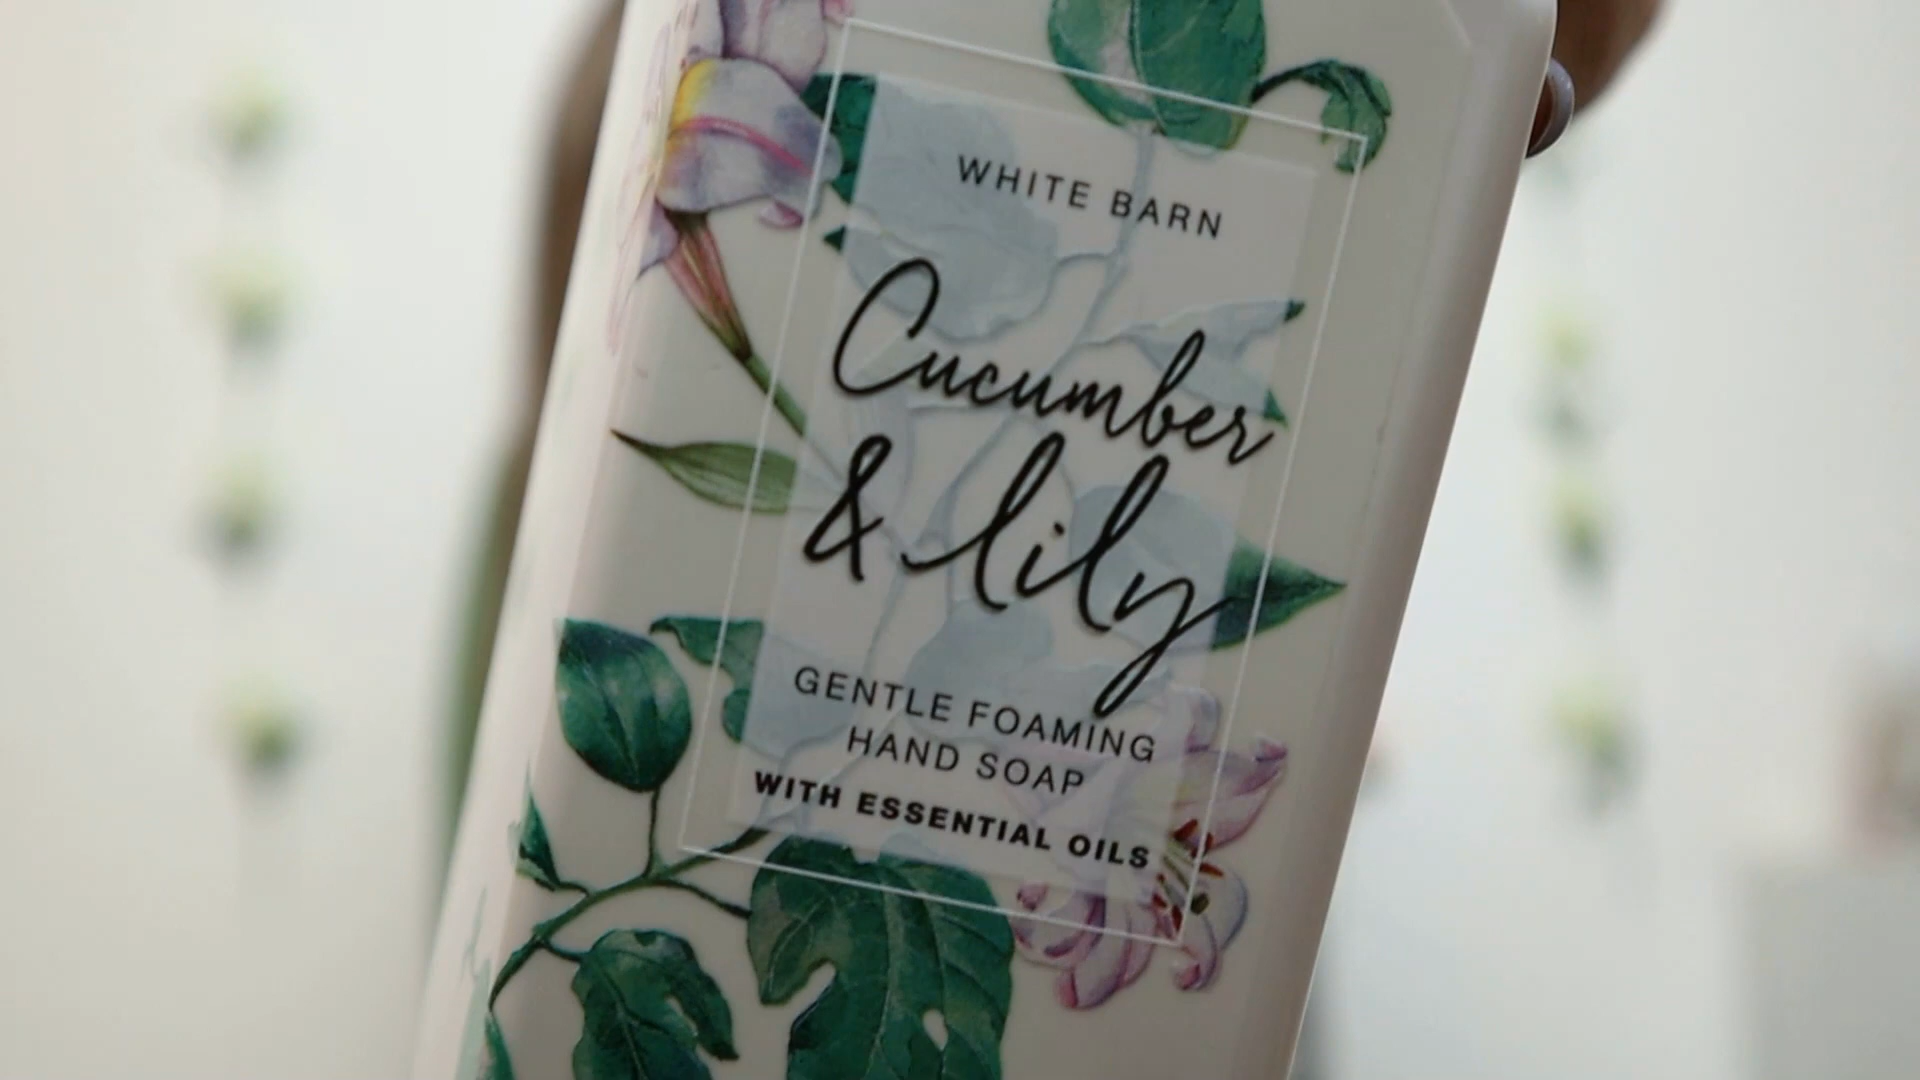 WHITE BARN
Cucumber
& lily
GENTLE FOAMING
HAND SOAP
WITH ESSENTIAL OILS